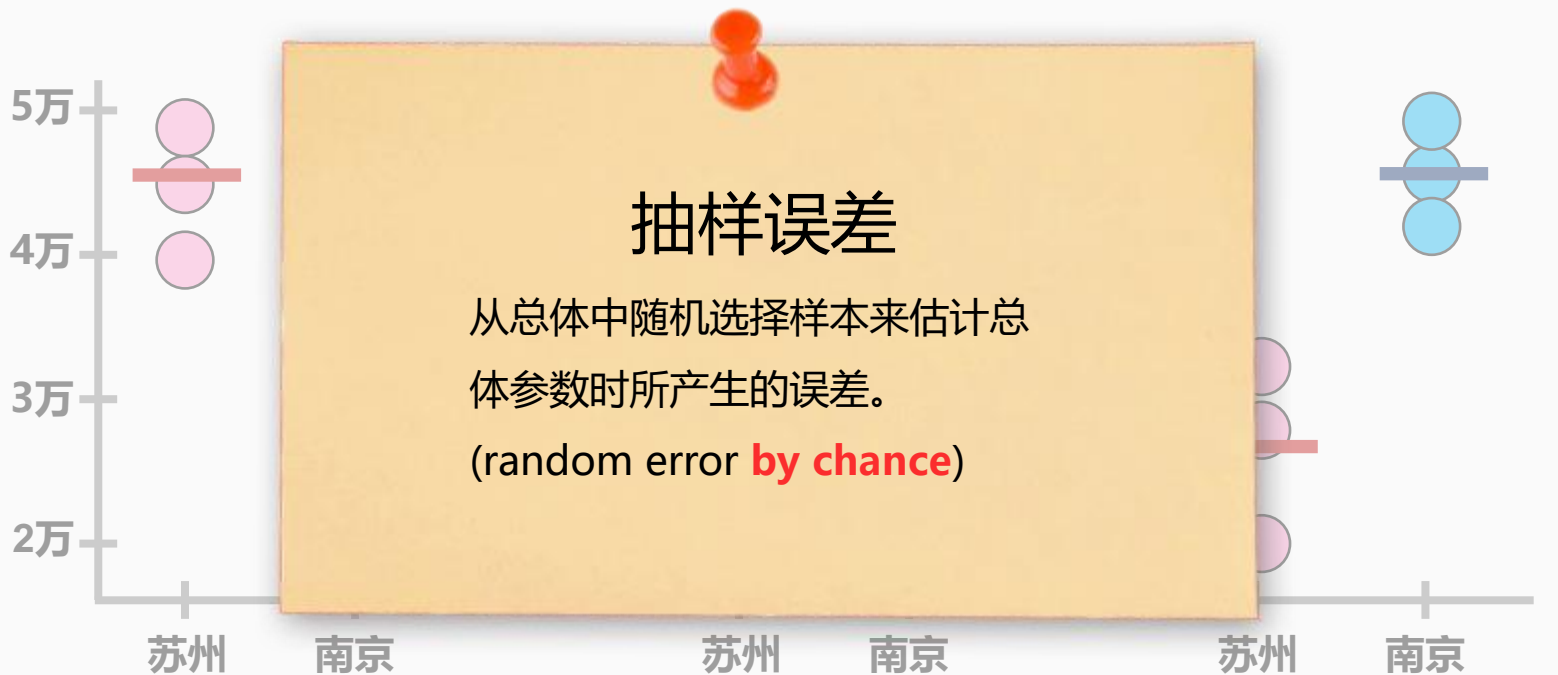 抽样误差
从总体中随机选择样本来估计总
体参数时所产生的误差。
(random error by chance)
5万
4万
3万
2万
苏州 南京 苏州 南京 苏州 南京